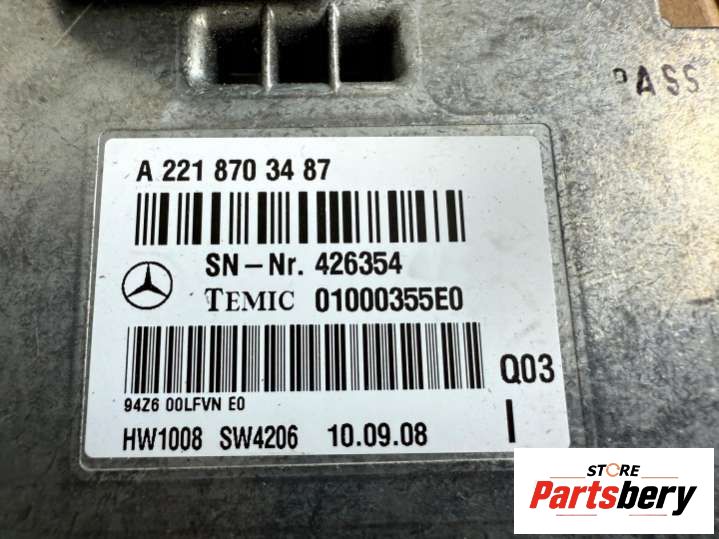 PASS
A 221 870 34 87
SN-Nr. 426354
TEMIC 01000355E0
94Z6 00LFVN E0
Q03
HW1008 SW4206 10.09.08 I
STORE
Partsbery